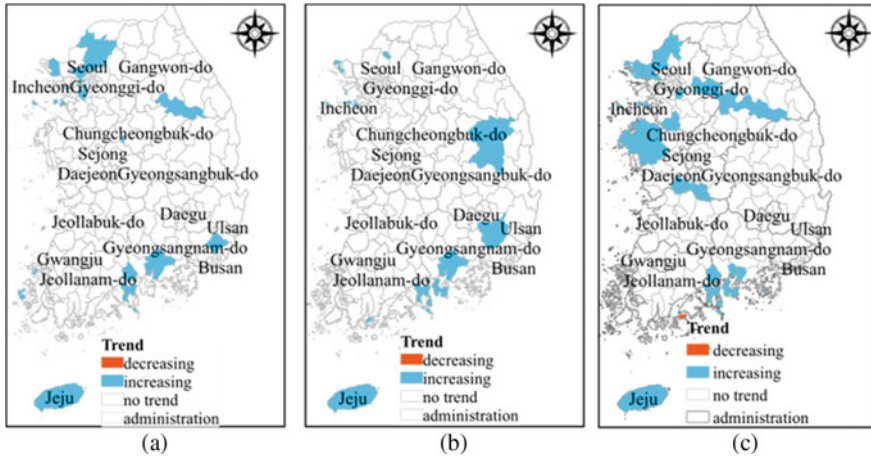 Seoul Gangwon-do
IncheonGyeonggi-do
Chungcheongbuk-do
Sejong
DaejeonGyeongsangbuk-do
Jeollabuk-do Daegu
Ulsan
Gyeongsangnam-do
Gwangju Busan
Jeollanam-do
Trend
decreasing
increasing
no trend
administration
Jeju
(a)
Seoul Gangwon-do
Gyeonggi-do
Incheon
Chungcheongbuk-do
Sejong
DaejeonGyeongsangbuk-do
Jeollabuk-do Daegu
Ulsan
Gyeongsangnam-do
Gwangju Busan
Jeollanam-do
Trend
decreasing
increasing
no trend
administration
Jeju
(b)
Seoul Gangwon-do
Gyeonggi-do
Incheon
Chungcheongbuk-do
Sejong
DaejeonGyeongsangbuk-do
Jeollabuk-do Daegu
Ulsan
Gyeongsangnam-do
Gwangju Busan
Jeollanam-do
Trend
decreasing
increasing
no trend
administration
Jeju
(c)